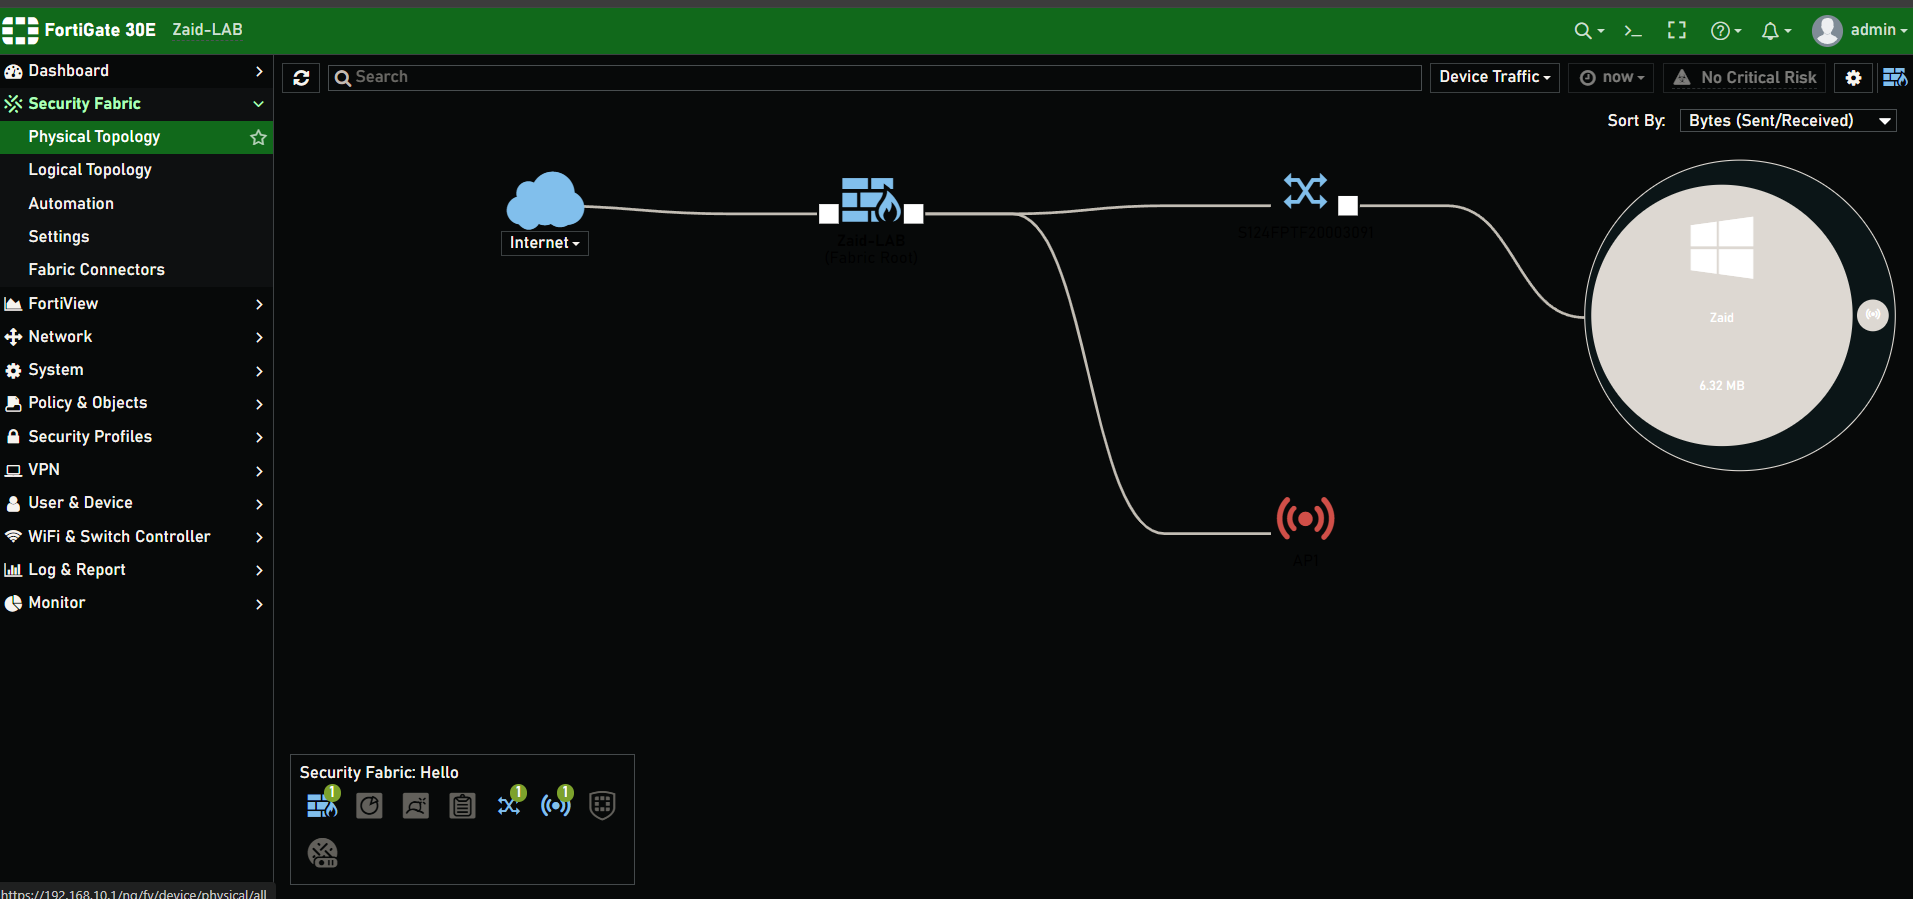 FortiGate 30E Zaid-LAB
admin
Dashboard
Security Fabric
Physical Topology
Logical Topology
Automation
Settings
Fabric Connectors
FortiView
Network
System
Policy & Objects
Security Profiles
VPN
User & Device
WiFi & Switch Controller
Log & Report
Monitor
Search
Device Traffic
now
No Critical Risk
Sort By: Bytes (Sent/Received)
Internet
Zaid-LAB
(Fabric Root)
S124FPTF20003091
Zaid
6.32 MB
AP1
Security Fabric: Hello
1
1
1
https://192.168.10.1/ng/fv/device/physical/all